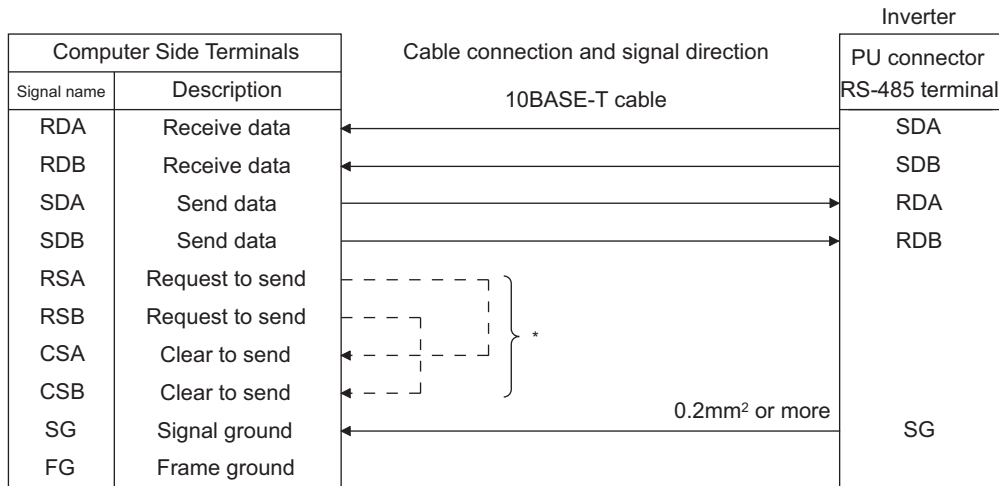 Inverter
Computer Side Terminals Cable connection and signal direction PU connector
Signal name Description 10BASE-T cable RS-485 terminal
RDA Receive data SDA
RDB Receive data SDB
SDA Send data RDA
SDB Send data RDB
RSA Request to send
RSB Request to send *
CSA Clear to send
CSB Clear to send
0.2mm² or more
SG Signal ground SG
FG Frame ground